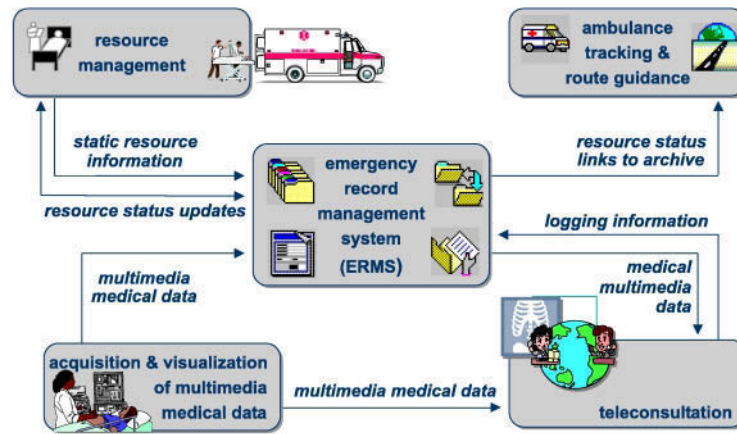 resource
management
ambulance
tracking &
route guidance
static resource
information
resource status
links to archive
emergency
record
management
system
(ERMS)
resource status updates
logging information
multimedia
medical data
medical
multimedia
data
acquisition & visualization
of multimedia
medical data
multimedia medical data
teleconsultation